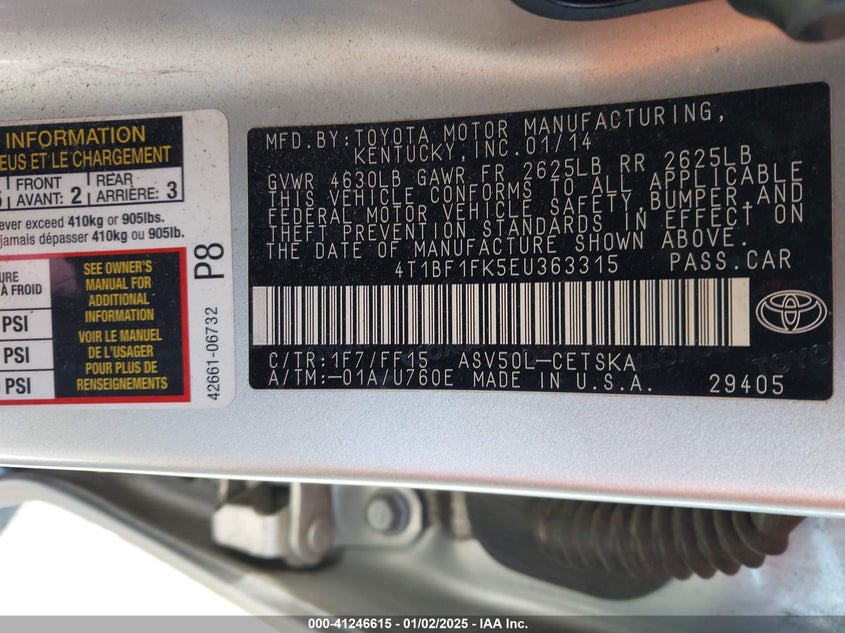 INFORMATION
EUS ET LE CHARGEMENT
FRONT
AVANT: 2
REAR
ARRIÈRE: 3
ever exceed 410kg or 905lbs.
jamais dépasser 410kg ou 905lb.
URE
À FROID
PSI
PSI
PSI
SEE OWNER'S
MANUAL FOR
ADDITIONAL
INFORMATION
VOIR LE MANUEL
DE L'USAGER
POUR PLUS DE
RENSEIGNEMENTS
P8
42661-06732
MFD. BY: TOYOTA MOTOR MANUFACTURING,
KENTUCKY, INC. 01/14
GVWR 4630LB GAWR FR 2625LB RR 2625LB
THIS VEHICLE CONFORMS TO ALL APPLICABLE
FEDERAL MOTOR VEHICLE SAFETY, BUMPER, AND
THEFT PREVENTION STANDARDS IN EFFECT ON
THE DATE OF MANUFACTURE SHOWN ABOVE.
4T1BF1FK5EU363315 PASS. CAR
C/TR: 1F7/FF15 ASV50L-CETSKA
A/TM: -01A/U760E MADE IN U.S.A. 29405
TOYOTA
000-41246615 - 01/02/2025 - IAA Inc.